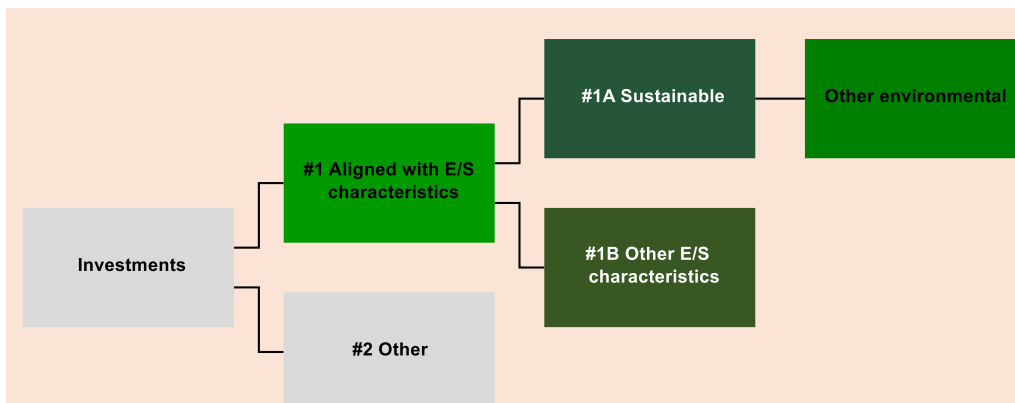 #1A Sustainable
Other environmental
#1 Aligned with E/S
characteristics
#1B Other E/S
characteristics
Investments
#2 Other